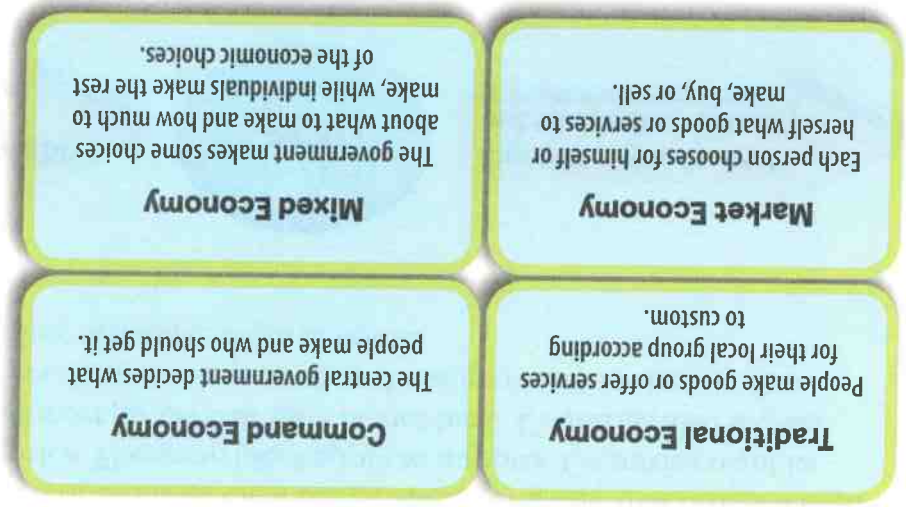 Traditional Economy
People make goods or offer services
for their local group according
to custom.
Command Economy
The central government decides what
people make and who should get it.
Market Economy
Each person chooses for himself or
herself what goods or services to
make, buy, or sell.
Mixed Economy
The government makes some choices
about what to make and how much to
make, while individuals make the rest
of the economic choices.